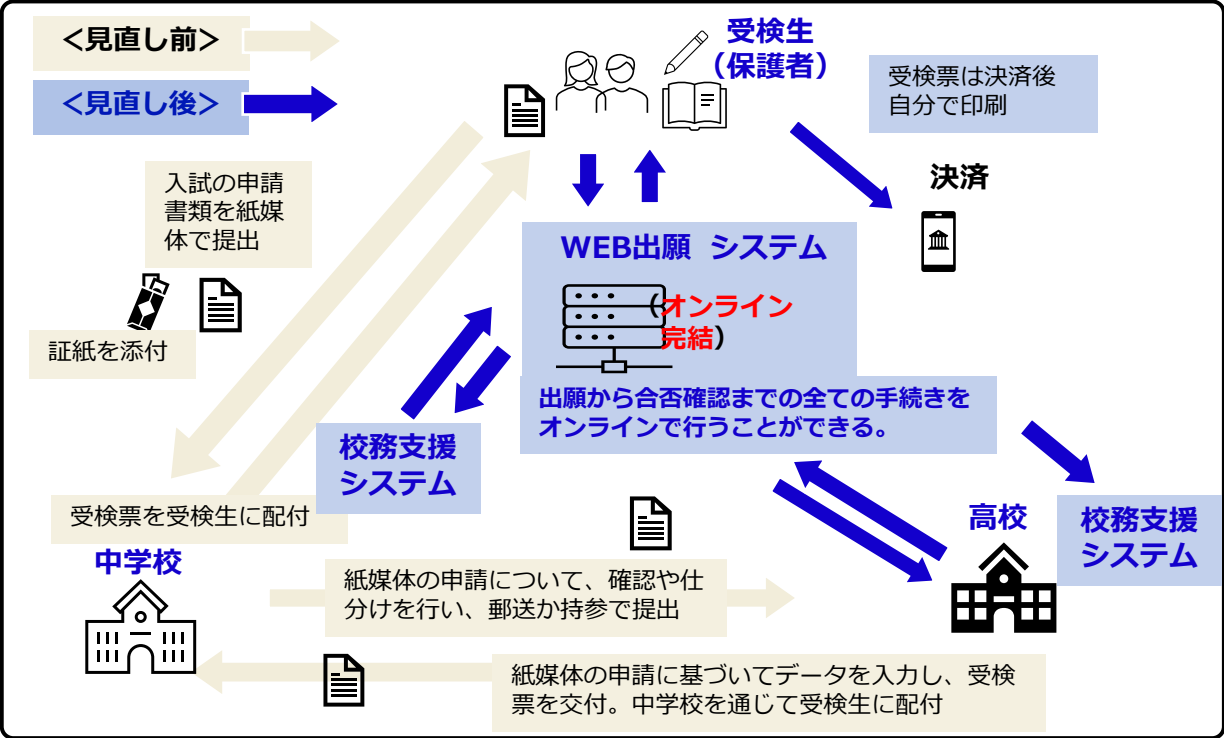 ＜見直し前＞
＜見直し後＞
受検生
（保護者）
受検票は決済後
自分で印刷
決済
入試の申請
書類を紙媒
体で提出
証紙を添付
WEB出願 システム
（オンライン
完結）
出願から合否確認までの全ての手続きを
オンラインで行うことができる。
校務支援
システム
受検票を受検生に配付
中学校
高校
校務支援
システム
紙媒体の申請について、確認や仕
分けを行い、郵送か持参で提出
紙媒体の申請に基づいてデータを入力し、受検
票を交付。中学校を通じて受検生に配付